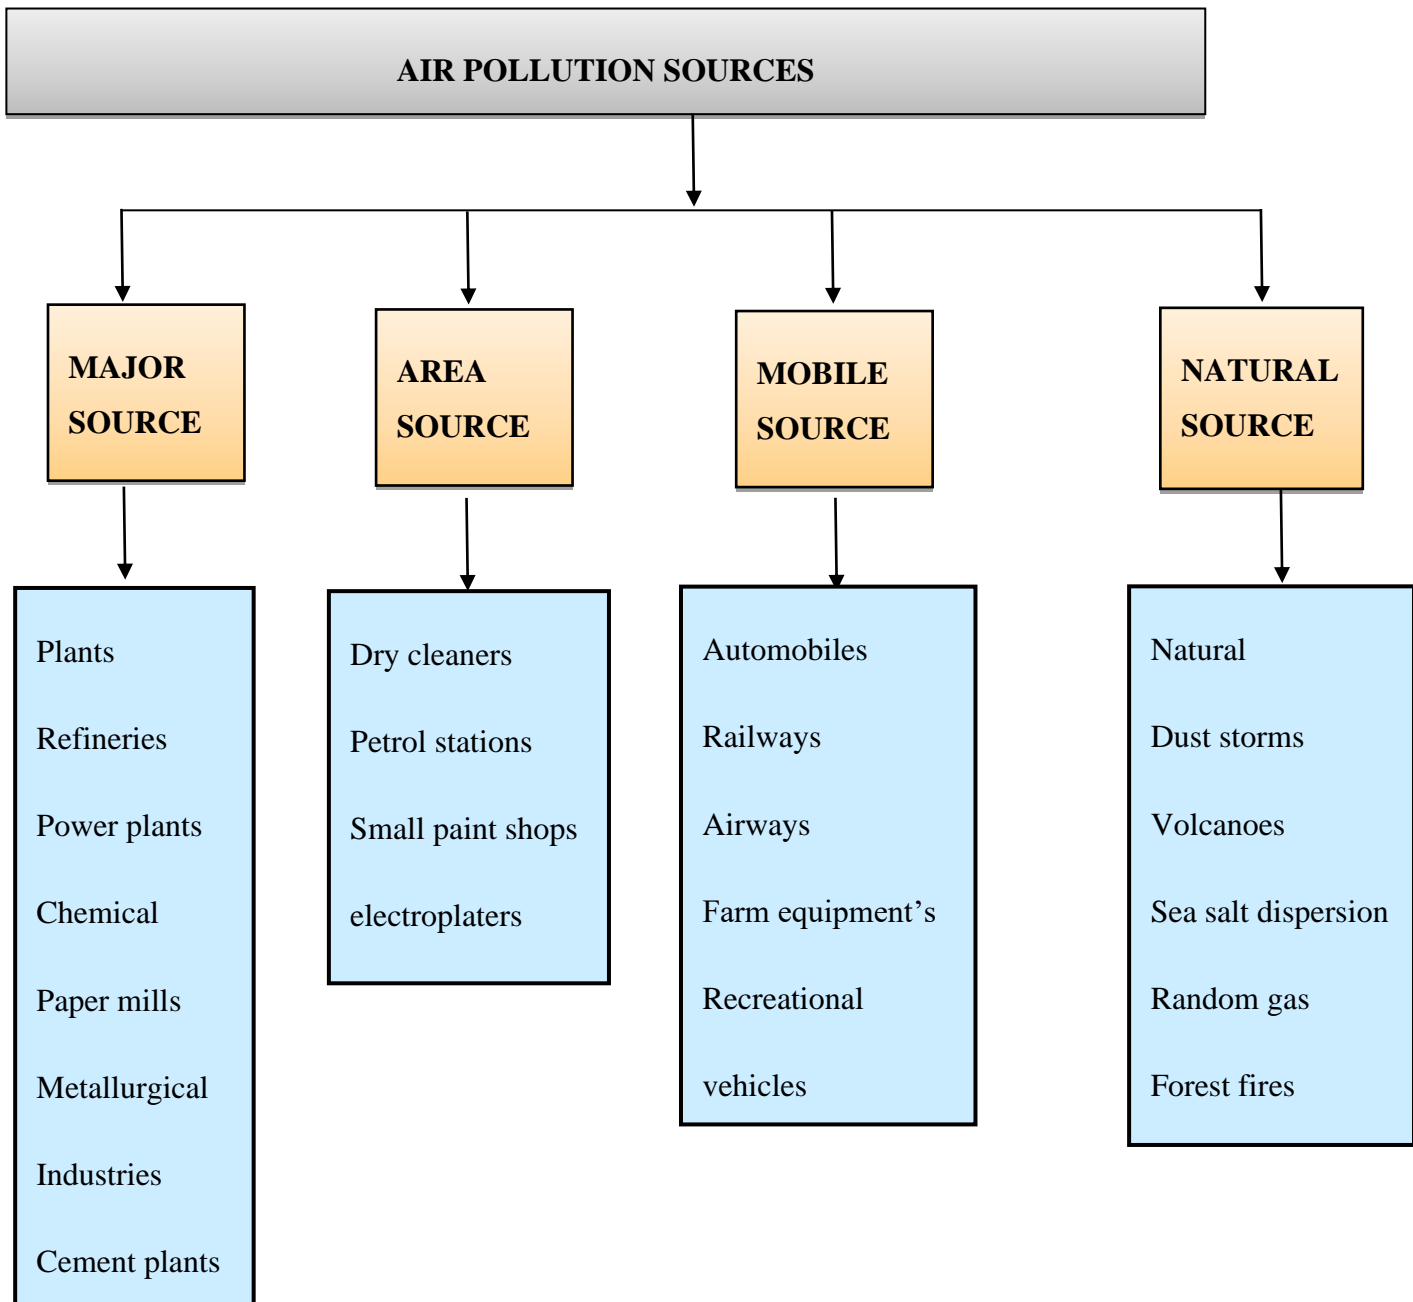 AIR POLLUTION SOURCES
MAJOR
SOURCE
AREA
SOURCE
MOBILE
SOURCE
NATURAL
SOURCE
Plants
Refineries
Power plants
Chemical
Paper mills
Metallurgical
Industries
Cement plants
Dry cleaners
Petrol stations
Small paint shops
electroplaters
Automobiles
Railways
Airways
Farm equipment’s
Recreational
vehicles
Natural
Dust storms
Volcanoes
Sea salt dispersion
Random gas
Forest fires